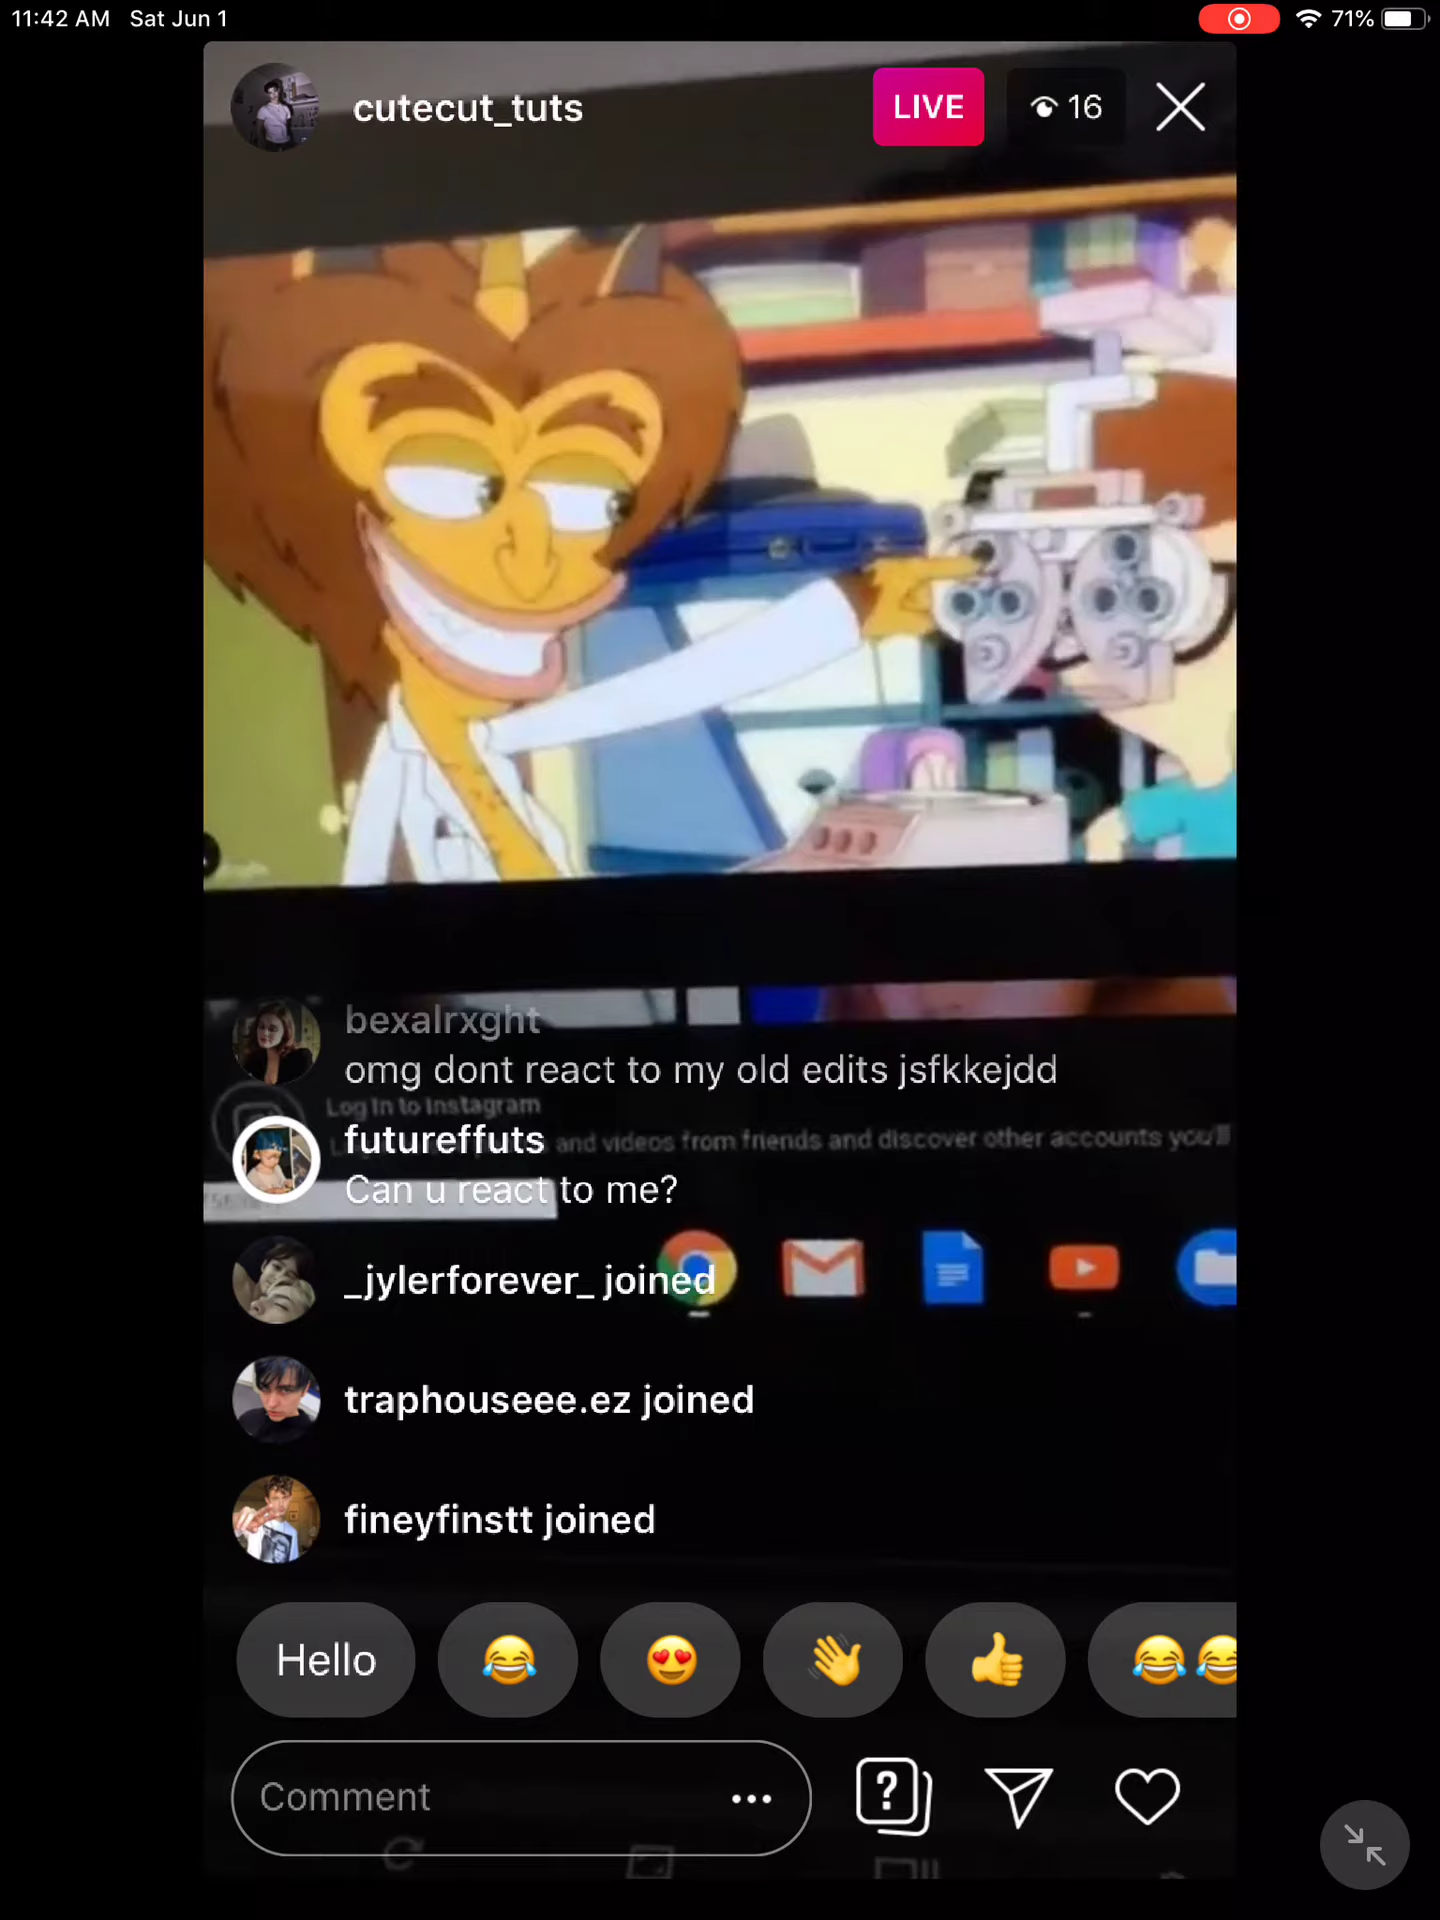 11:42 AM Sat Jun 1
71%
cutecut_tuts
LIVE
16
bexalrxght
omg dont react to my old edits jsfkkejdd
Log In to Instagram
futureffuts
and videos from friends and discover other accounts you'll
Can u react to me?
_jylerforever_ joined
traphouseee.ez joined
fineyfinstt joined
Hello
Comment